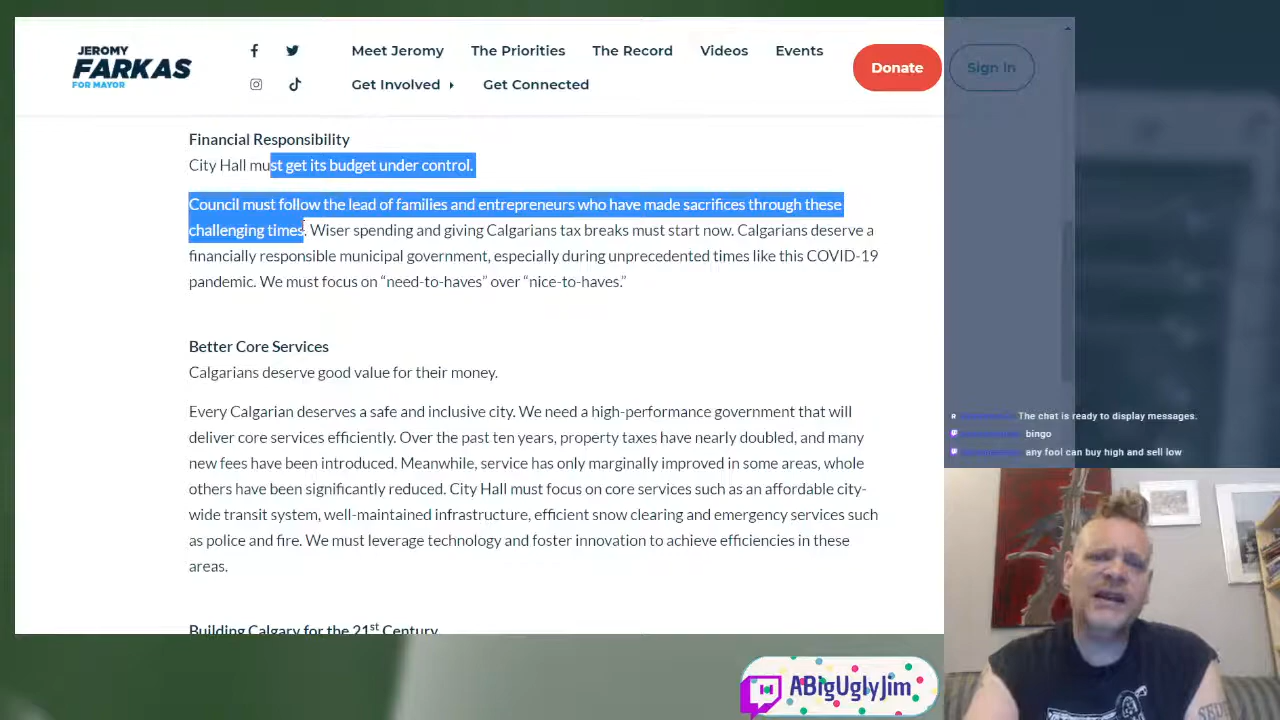 JEROMY
FARKAS
FOR MAYOR
Meet Jeromy
The Priorities
The Record
Videos
Events
Get Involved
Get Connected
Donate
Sign In
Financial Responsibility
City Hall must get its budget under control.
Council must follow the lead of families and entrepreneurs who have made sacrifices through these
challenging times. Wiser spending and giving Calgarians tax breaks must start now. Calgarians deserve a
financially responsible municipal government, especially during unprecedented times like this COVID-19
pandemic. We must focus on “need-to-haves” over “nice-to-haves.”
Better Core Services
Calgarians deserve good value for their money.
Every Calgarian deserves a safe and inclusive city. We need a high-performance government that will
deliver core services efficiently. Over the past ten years, property taxes have nearly doubled, and many
new fees have been introduced. Meanwhile, service has only marginally improved in some areas, whole
others have been significantly reduced. City Hall must focus on core services such as an affordable city-
wide transit system, well-maintained infrastructure, efficient snow clearing and emergency services such
as police and fire. We must leverage technology and foster innovation to achieve efficiencies in these
areas.
Building Calgary for the 21st Century
The chat is ready to display messages.
bingo
any fool can buy high and sell low
ABigUglyJim